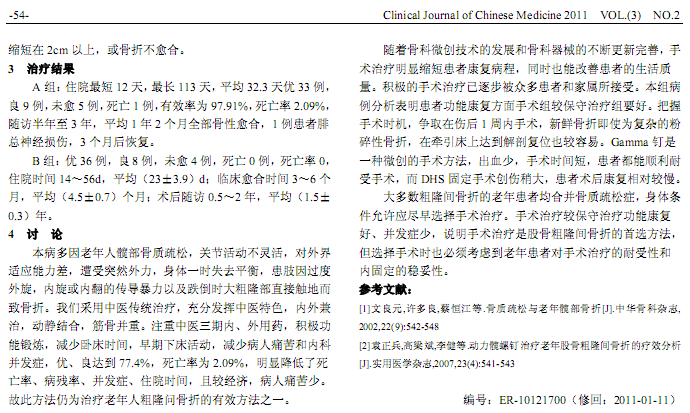 -54-
Clinical Journal of Chinese Medicine 2011 VOL.(3) NO.2
缩短在 2cm 以上，或骨折不愈合。
3 治疗结果
A 组：住院最短 12 天，最长 113 天，平均 32.3 天优 33 例，
良 9 例，未愈 5 例，死亡 1 例，有效率为 97.91%，死亡率 2.09%，
随访半年至 3 年，平均 1 年 2 个月全部骨性愈合，1 例患者腓
总神经损伤，3 个月后恢复。
B 组：优 36 例，良 8 例，未愈 4 例，死亡 0 例，死亡率 0，
住院时间 14～56d，平均（23±3.9）d；临床愈合时间 3～6 个
月，平均（4.5±0.7）个月；术后随访 0.5～2 年，平均（1.5±
0.3）年。
4 讨 论
本病多因老年人髋部骨质疏松，关节活动不灵活，对外界
适应能力差，遭受突然外力，身体一时失去平衡，患肢因过度
外旋，内旋或内翻的传导暴力以及跌倒时大粗隆部直接触地而
致骨折。我们采用中医传统治疗，充分发挥中医特色，内外兼
治，动静结合，筋骨并重。注重中医三期内、外用药，积极功
能锻炼，减少卧床时间，早期下床活动，减少病人痛苦和内科
并发症，优、良达到 77.4%，死亡率为 2.09%，明显降低了死
亡率、病残率、并发症、住院时间，且较经济，病人痛苦少。
故此方法仍为治疗老年人粗隆间骨折的有效方法之一。
随着骨科微创技术的发展和骨科器械的不断更新完善，手
术治疗明显缩短患者康复病程，同时也能改善患者的生活质
量。积极的手术治疗已逐步被众多患者和家属所接受。本组病
例分析表明患者功能康复方面手术组较保守治疗组要好。把握
手术时机，争取在伤后 1 周内手术，新鲜骨折即使为复杂的粉
碎性骨折，在牵引床上达到解剖复位也较容易。Gamma 钉是
一种微创的手术方法，出血少，手术时间短，患者都能顺利耐
受手术，而 DHS 固定手术创伤稍大，患者术后康复相对较慢。
大多数粗隆间骨折的老年患者均合并骨质疏松症，身体条
件允许应尽早选择手术治疗。手术治疗较保守治疗功能康复
好、并发症少，说明手术治疗是股骨粗隆间骨折的首选方法，
但选择手术时也必须考虑到老年患者对手术治疗的耐受性和
内固定的稳妥性。
参考文献：
[1]文良元,许多良,蔡恒江等.骨质疏松与老年髋部骨折[J].中华骨科杂志,
2002,22(9):542-548
[2]袁正兵,高梁斌,李健等.动力髋螺钉治疗老年股骨粗隆间骨折的疗效分析
[J].实用医学杂志,2007,23(4):541-543
编号：ER-10121700（修回：2011-01-11）